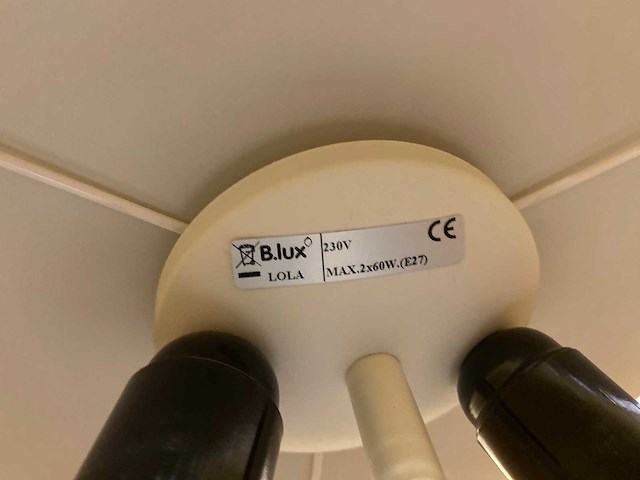 B.lux
LOLA
230V
MAX.2x60W.(E27)
CE